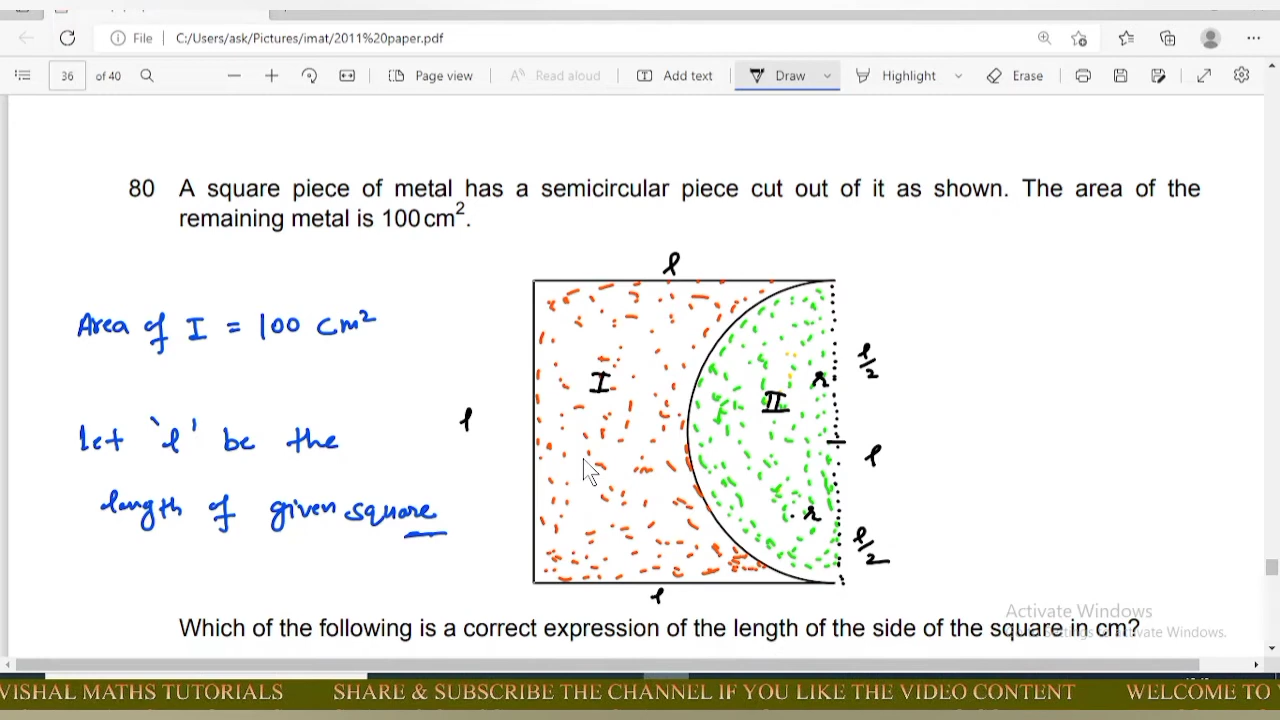 File
C:/Users/ask/Pictures/imat/2011%20paper.pdf
36 of 40
Page view
Read aloud
Add text
Draw
Highlight
Erase
80 A square piece of metal has a semicircular piece cut out of it as shown. The area of the
remaining metal is 100 cm².
ℓ
Area of I = 100 cm²
ℓ/2
I
r
II
ℓ
let 'ℓ' be the
ℓ
length of given square
r
ℓ/2
ℓ
Activate Windows
Which of the following is a correct expression of the length of the side of the square in cm?
VISHAL MATHS TUTORIALS SHARE & SUBSCRIBE THE CHANNEL IF YOU LIKE THE VIDEO CONTENT WELCOME TO